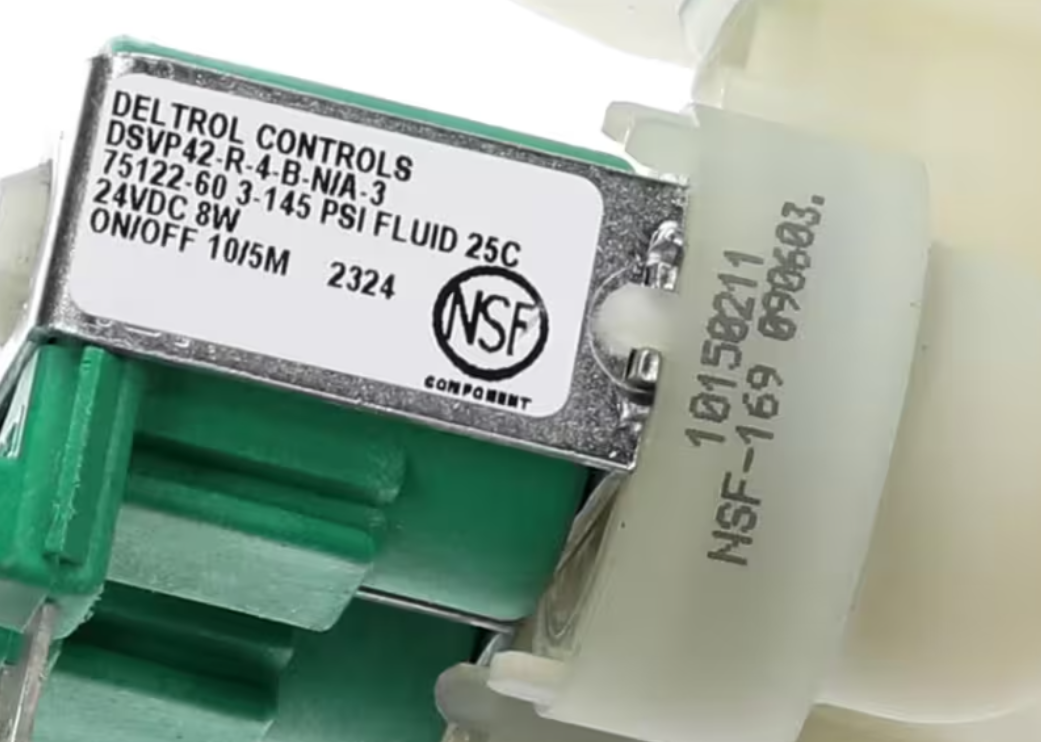 DELTROL CONTROLS
DSVP42-R-4-B-N/A-3
75122-60 3-145 PSI FLUID 25C
24VDC 8W
ON/OFF 10/5M 2324
NSF
COMPONENT
10150211
NSF-169 090603.